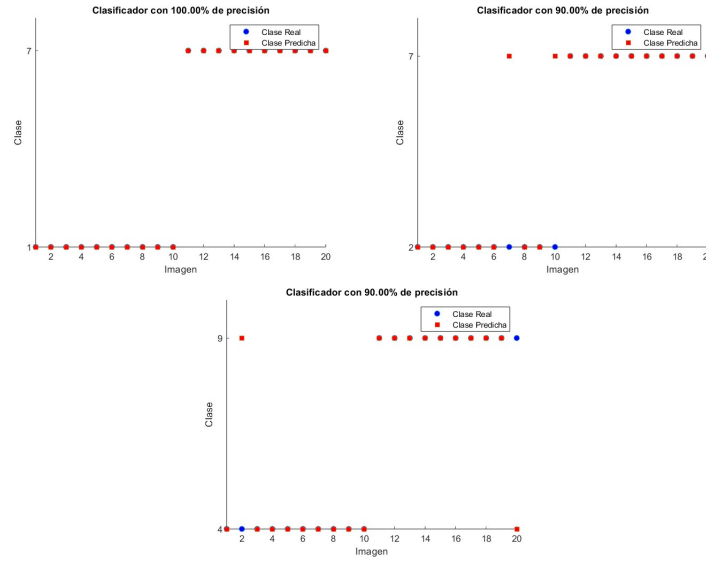 Clasificador con 100.00% de precisión
Clase Real
Clase Predicha
7
Clase
1
2 4 6 8 10 12 14 16 18 20
Imagen
Clasificador con 90.00% de precisión
Clase Real
Clase Predicha
7
Clase
2
2 4 6 8 10 12 14 16 18
Imagen
Clasificador con 90.00% de precisión
Clase Real
Clase Predicha
9
Clase
4
2 4 6 8 10 12 14 16 18 20
Imagen